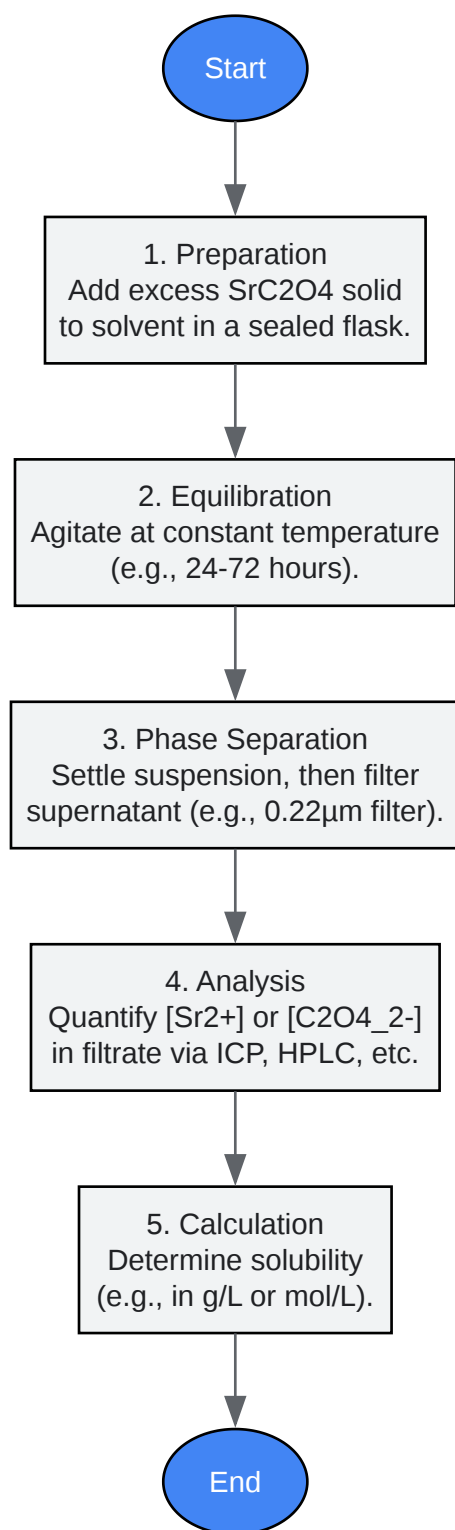 Start
1. Preparation
Add excess SrC2O4 solid
to solvent in a sealed flask.
2. Equilibration
Agitate at constant temperature
(e.g., 24-72 hours).
3. Phase Separation
Settle suspension, then filter
supernatant (e.g., 0.22µm filter).
4. Analysis
Quantify [Sr2+] or [C2O4_2-]
in filtrate via ICP, HPLC, etc.
5. Calculation
Determine solubility
(e.g., in g/L or mol/L).
End